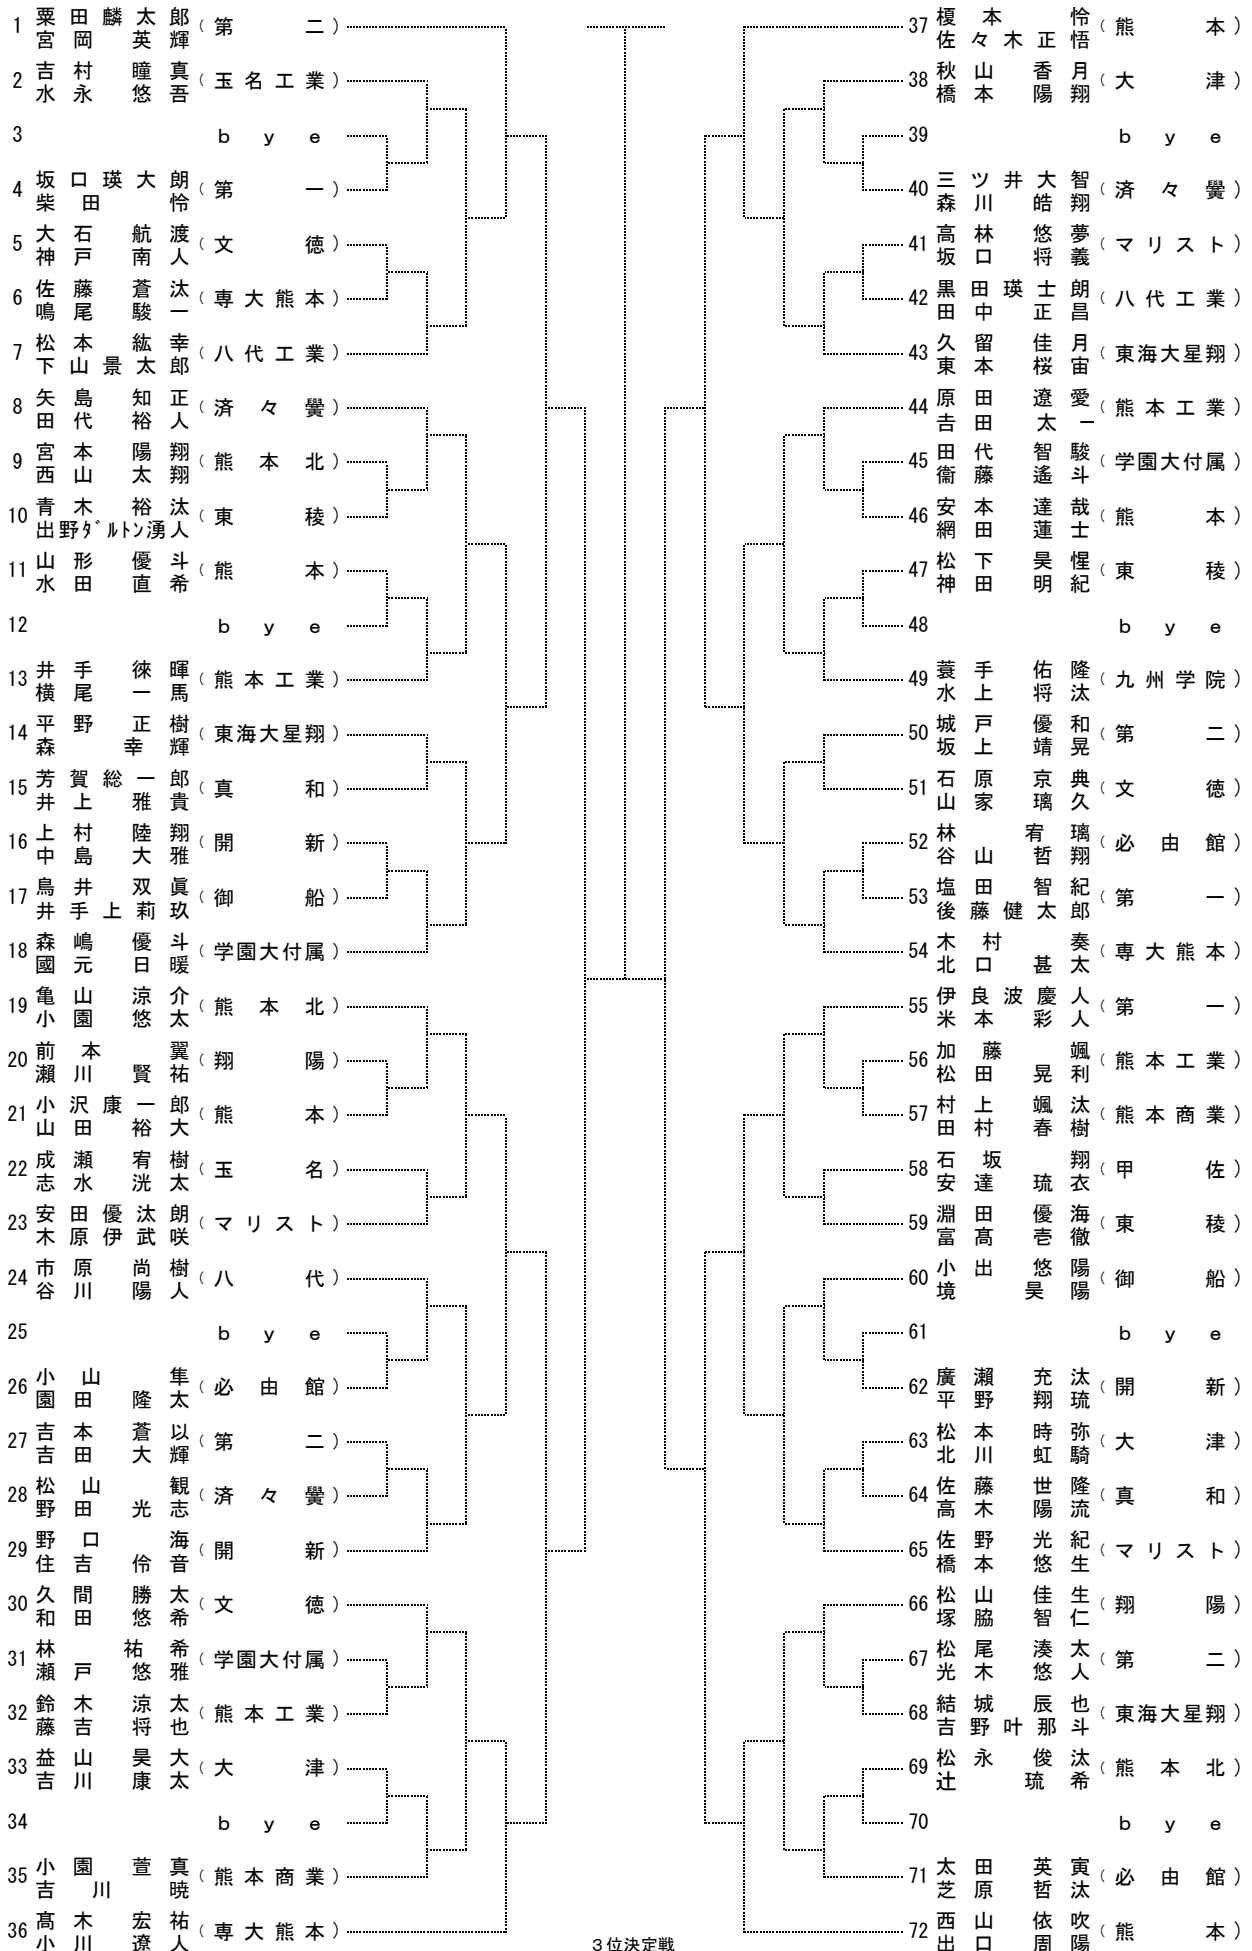 1 粟田麟太郎 (第二)
宮岡英輝
2 吉村瞳真 (玉名工業)
水永悠吾
3 bye
4 坂口瑛大朗 (第一)
柴田怜
5 大石航渡 (文徳)
神戸南人
6 佐藤蒼汰 (専大熊本)
鳴尾駿一
7 松本紘幸 (八代工業)
下山景太郎
8 矢島知正 (済々黌)
田代裕人
9 宮本陽翔 (熊本北)
西山太翔
10 青木裕汰 (東稜)
出野ﾀﾞﾙﾄﾝ湧人
11 山形優斗 (熊本)
水田直希
12 bye
13 井手徠暉 (熊本工業)
横尾一馬
14 平野正樹 (東海大星翔)
森幸輝
15 芳賀総一郎 (真和)
井上雅貴
16 上村陸翔 (開新)
中島大雅
17 鳥井双眞 (御船)
井手上莉玖
18 森嶋優斗 (学園大付属)
國元日暖
19 亀山涼介 (熊本北)
小園悠太
20 前本翼 (翔陽)
瀬川賢祐
21 小沢康一郎 (熊本)
山田裕大
22 成瀬宥樹 (玉名)
志水洸太
23 安田優汰朗 (マリスト)
木原伊武咲
24 市原尚樹 (八代)
谷川陽人
25 bye
26 小山隼 (必由館)
園田隆太
27 吉本蒼以 (第二)
吉田大輝
28 松山観 (済々黌)
野田光志
29 野口海 (開新)
住吉伶音
30 久間勝太 (文徳)
和田悠希
31 林祐希 (学園大付属)
瀬戸悠雅
32 鈴木涼太 (熊本工業)
藤吉将也
33 益山昊大 (大津)
吉川康太
34 bye
35 小園萱真 (熊本商業)
吉川暁
36 髙木宏祐 (専大熊本)
小川遼人
37 榎本怜 (熊本)
佐々木正悟
38 秋山香月 (大津)
橋本陽翔
39 bye
40 三ツ井大智 (済々黌)
森川皓翔
41 高林悠夢 (マリスト)
坂口将義
42 黒田瑛士朗 (八代工業)
田中正昌
43 久留佳月 (東海大星翔)
東本桜宙
44 原田遼愛 (熊本工業)
𠮷田太一
45 田代智駿 (学園大付属)
衞藤遙斗
46 安本達哉 (熊本)
網田蓮士
47 松下昊惺 (東稜)
神田明紀
48 bye
49 蓑手佑隆 (九州学院)
水上将汰
50 城戸優和 (第二)
坂上靖晃
51 石原京典 (文徳)
山家璃久
52 林宥璃 (必由館)
谷山哲翔
53 塩田智紀 (第一)
後藤健太郎
54 木村奏 (専大熊本)
北口甚太
55 伊良波慶人 (第一)
米本彩人
56 加藤颯 (熊本工業)
松田晃利
57 村上颯汰 (熊本商業)
田村春樹
58 石坂翔 (甲佐)
安達琉衣
59 淵田優海 (東稜)
富髙壱徹
60 小出悠陽 (御船)
境昊陽
61 bye
62 廣瀬充汰 (開新)
平野翔琉
63 松本時弥 (大津)
北川虹騎
64 佐藤世隆 (真和)
高木陽流
65 佐野光紀 (マリスト)
橋本悠生
66 松山佳生 (翔陽)
塚脇智仁
67 松尾湊太 (第二)
光木悠人
68 結城辰也 (東海大星翔)
吉野叶那斗
69 松永俊汰 (熊本北)
辻琉希
70 bye
71 太田英寅 (必由館)
芝原哲汰
72 西山依吹 (熊本)
出口周陽
３位決定戦